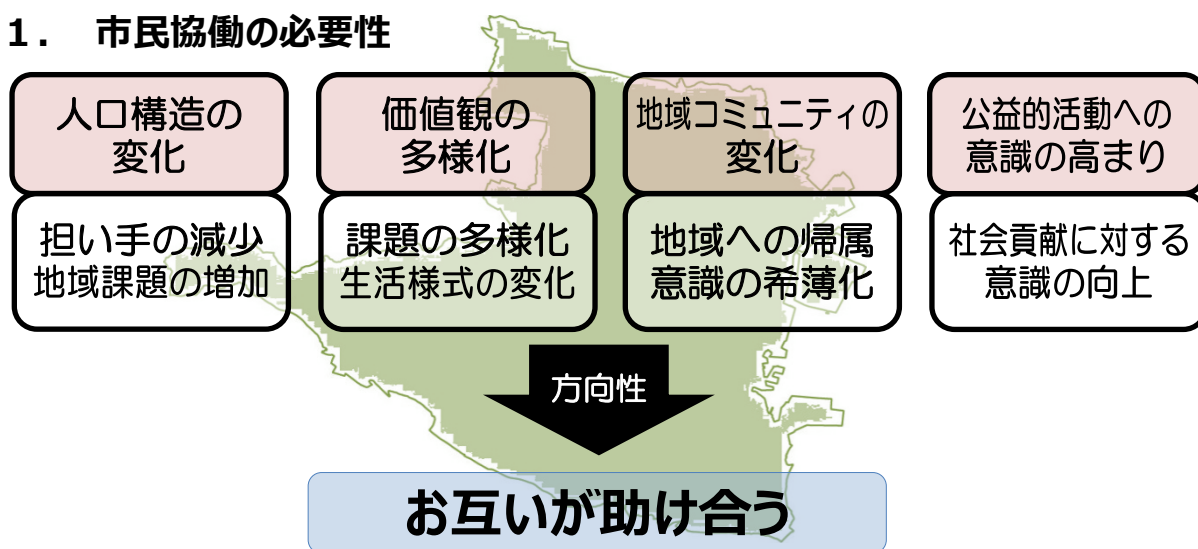 1. 市民協働の必要性
人口構造の
変化
担い手の減少
地域課題の増加
価値観の
多様化
課題の多様化
生活様式の変化
地域コミュニティの
変化
地域への帰属
意識の希薄化
公益的活動への
意識の高まり
社会貢献に対する
意識の向上
方向性
お互いが助け合う